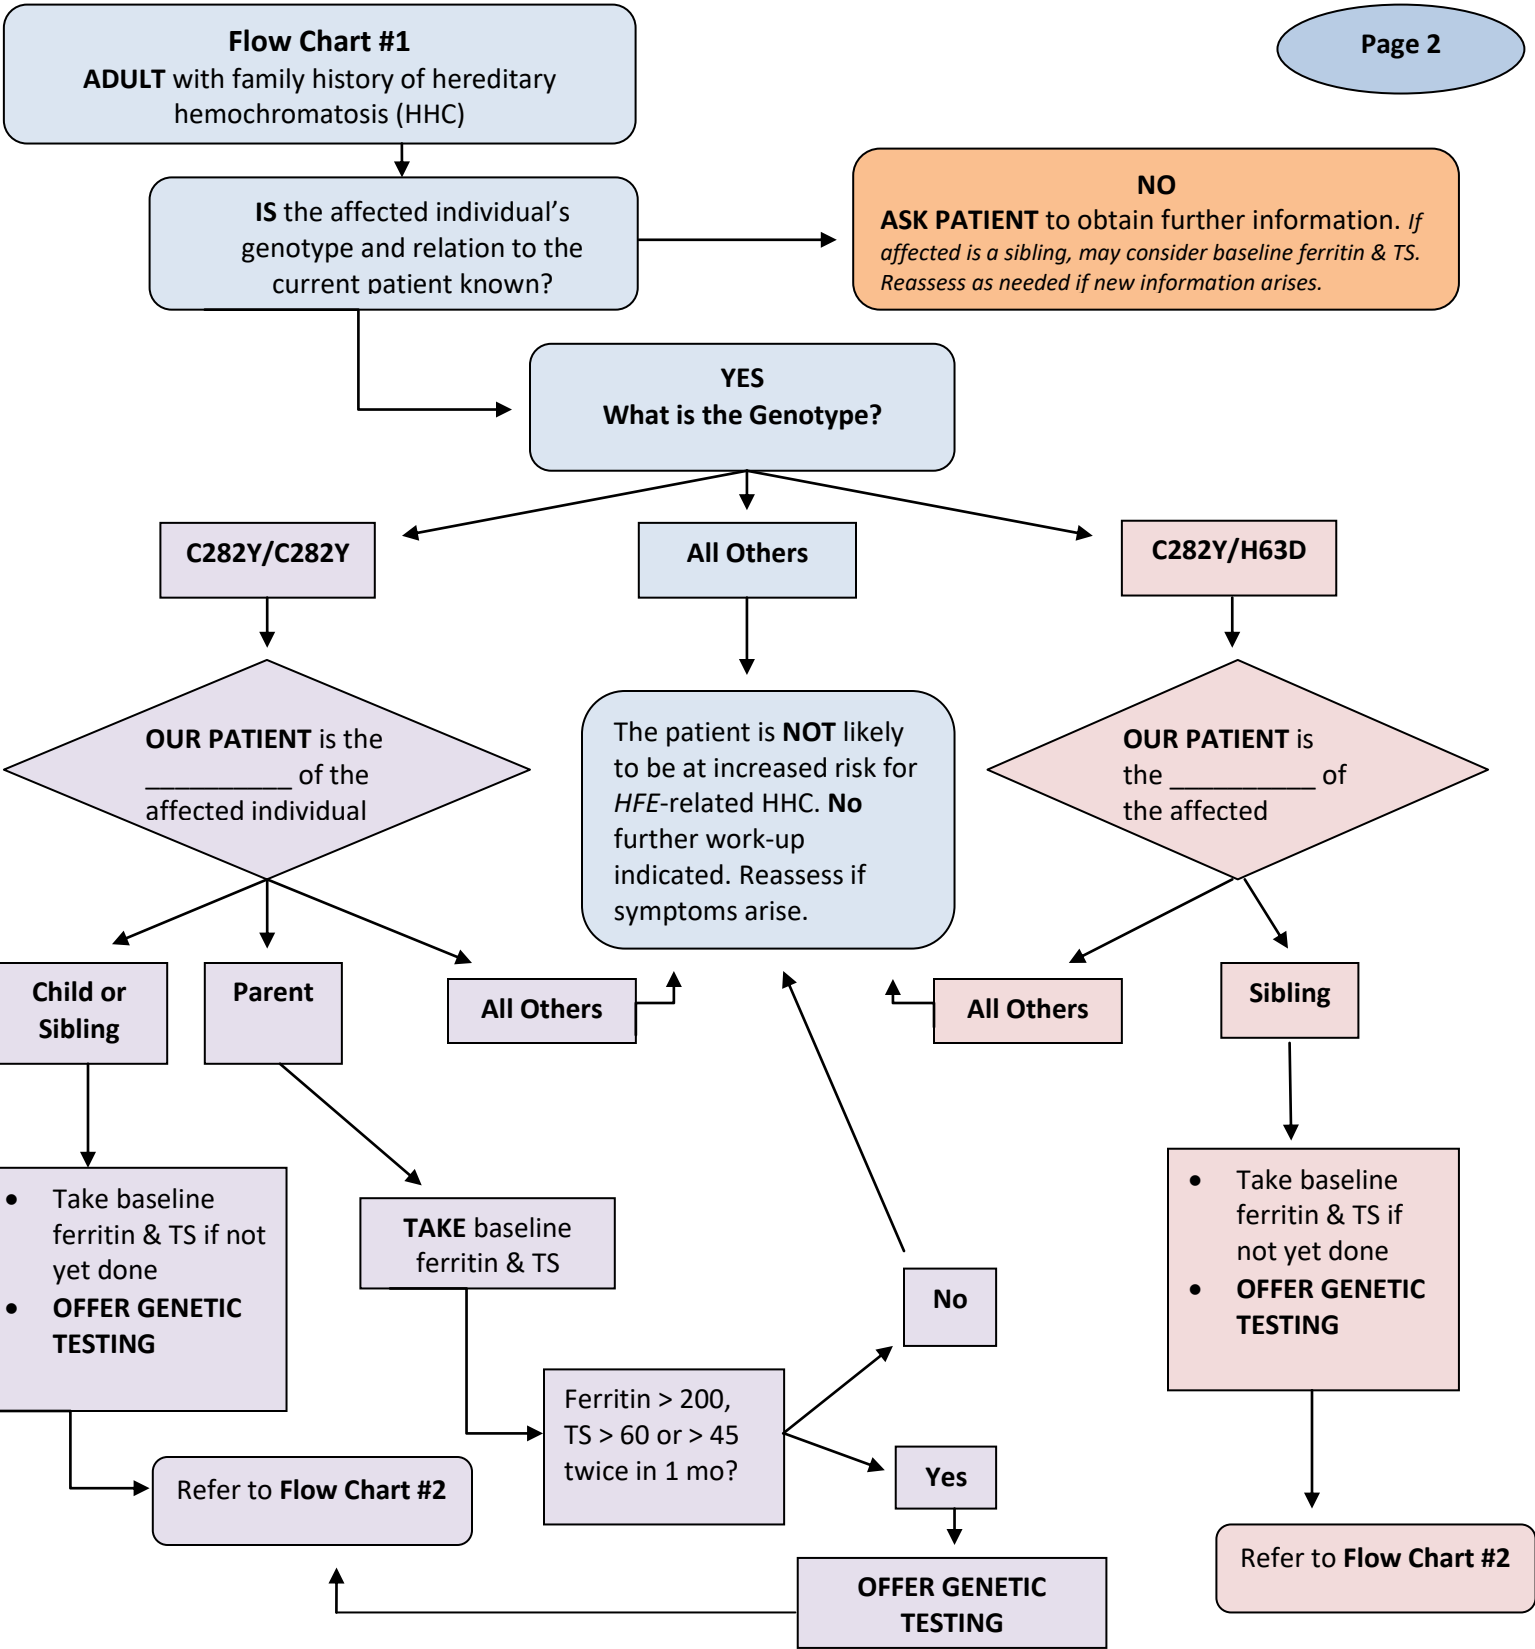 Flow Chart #1
ADULT with family history of hereditary
hemochromatosis (HHC)
Page 2
IS the affected individual's
genotype and relation to the
current patient known?
NO
ASK PATIENT to obtain further information. If
affected is a sibling, may consider baseline ferritin & TS.
Reassess as needed if new information arises.
YES
What is the Genotype?
C282Y/C282Y
All Others
C282Y/H63D
OUR PATIENT is the
__________ of the
affected individual
The patient is NOT likely
to be at increased risk for
HFE-related HHC. No
further work-up
indicated. Reassess if
symptoms arise.
OUR PATIENT is
the __________ of
the affected
Child or
Sibling
Parent
All Others
All Others
Sibling
• Take baseline
ferritin & TS if not
yet done
• OFFER GENETIC
TESTING
TAKE baseline
ferritin & TS
No
• Take baseline
ferritin & TS if
not yet done
• OFFER GENETIC
TESTING
Ferritin > 200,
TS > 60 or > 45
twice in 1 mo?
Yes
Refer to Flow Chart #2
OFFER GENETIC
TESTING
Refer to Flow Chart #2